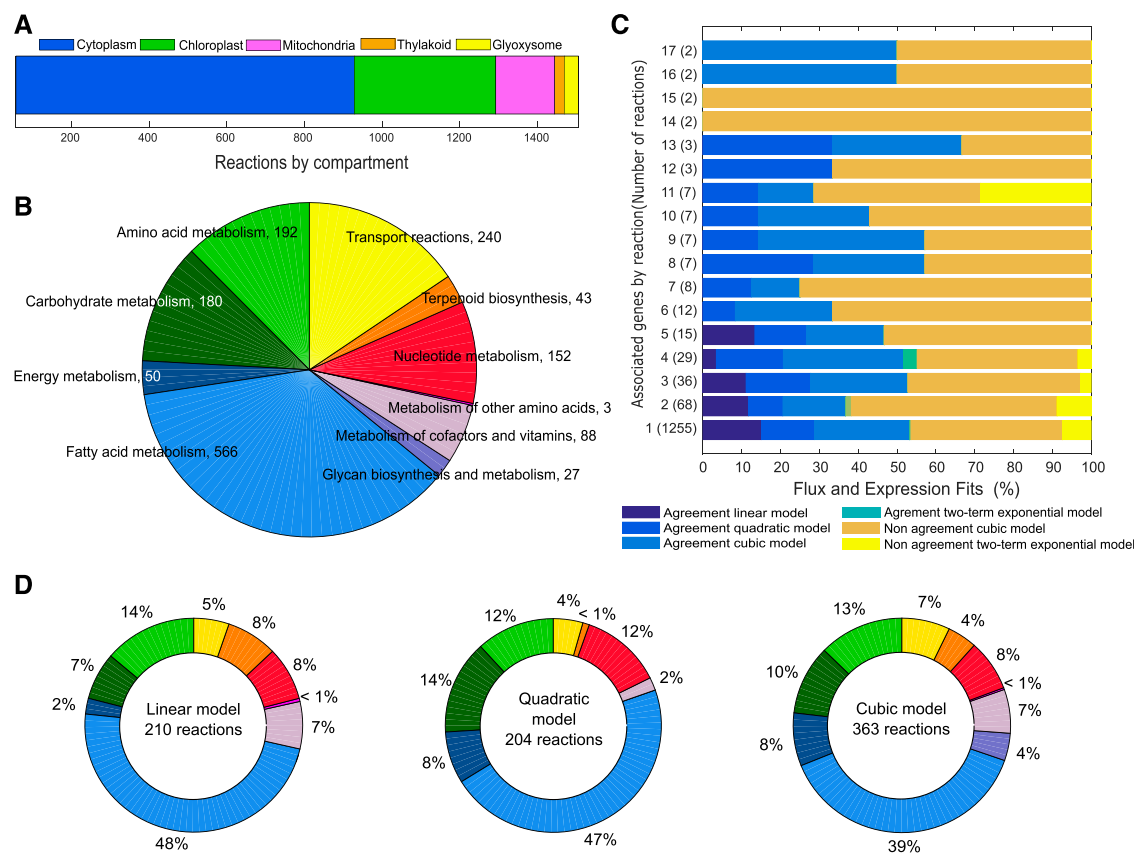 A
Cytoplasm
Chloroplast
Mitochondria
Thylakoid
Glyoxysome
200
400
600
800
1000
1200
1400
Reactions by compartment
B
Amino acid metabolism, 192
Transport reactions, 240
Carbohydrate metabolism, 180
Terpenoid biosynthesis, 43
Nucleotide metabolism, 152
Energy metabolism, 50
Metabolism of other amino acids, 3
Metabolism of cofactors and vitamins, 88
Fatty acid metabolism, 566
Glycan biosynthesis and metabolism, 27
C
Associated genes by reaction(Number of reactions)
17 (2)
16 (2)
15 (2)
14 (2)
13 (3)
12 (3)
11 (7)
10 (7)
9 (7)
8 (7)
7 (8)
6 (12)
5 (15)
4 (29)
3 (36)
2 (68)
1 (1255)
0
10
20
30
40
50
60
70
80
90
100
Flux and Expression Fits (%)
Agreement linear model
Agreement quadratic model
Agreement cubic model
Agrement two-term exponential model
Non agreement cubic model
Non agreement two-term exponential model
D
14%
5%
8%
8%
< 1%
7%
48%
2%
7%
Linear model
210 reactions
12%
4%
< 1%
12%
2%
47%
8%
14%
Quadratic
model
204 reactions
13%
7%
4%
8%
< 1%
7%
4%
39%
8%
10%
Cubic model
363 reactions